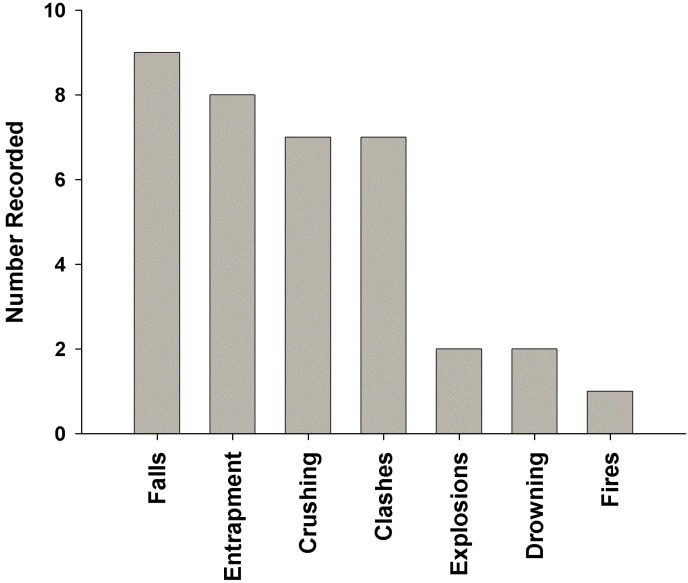 Number Recorded
10
8
6
4
2
0
Falls
Entrapment
Crushing
Clashes
Explosions
Drowning
Fires